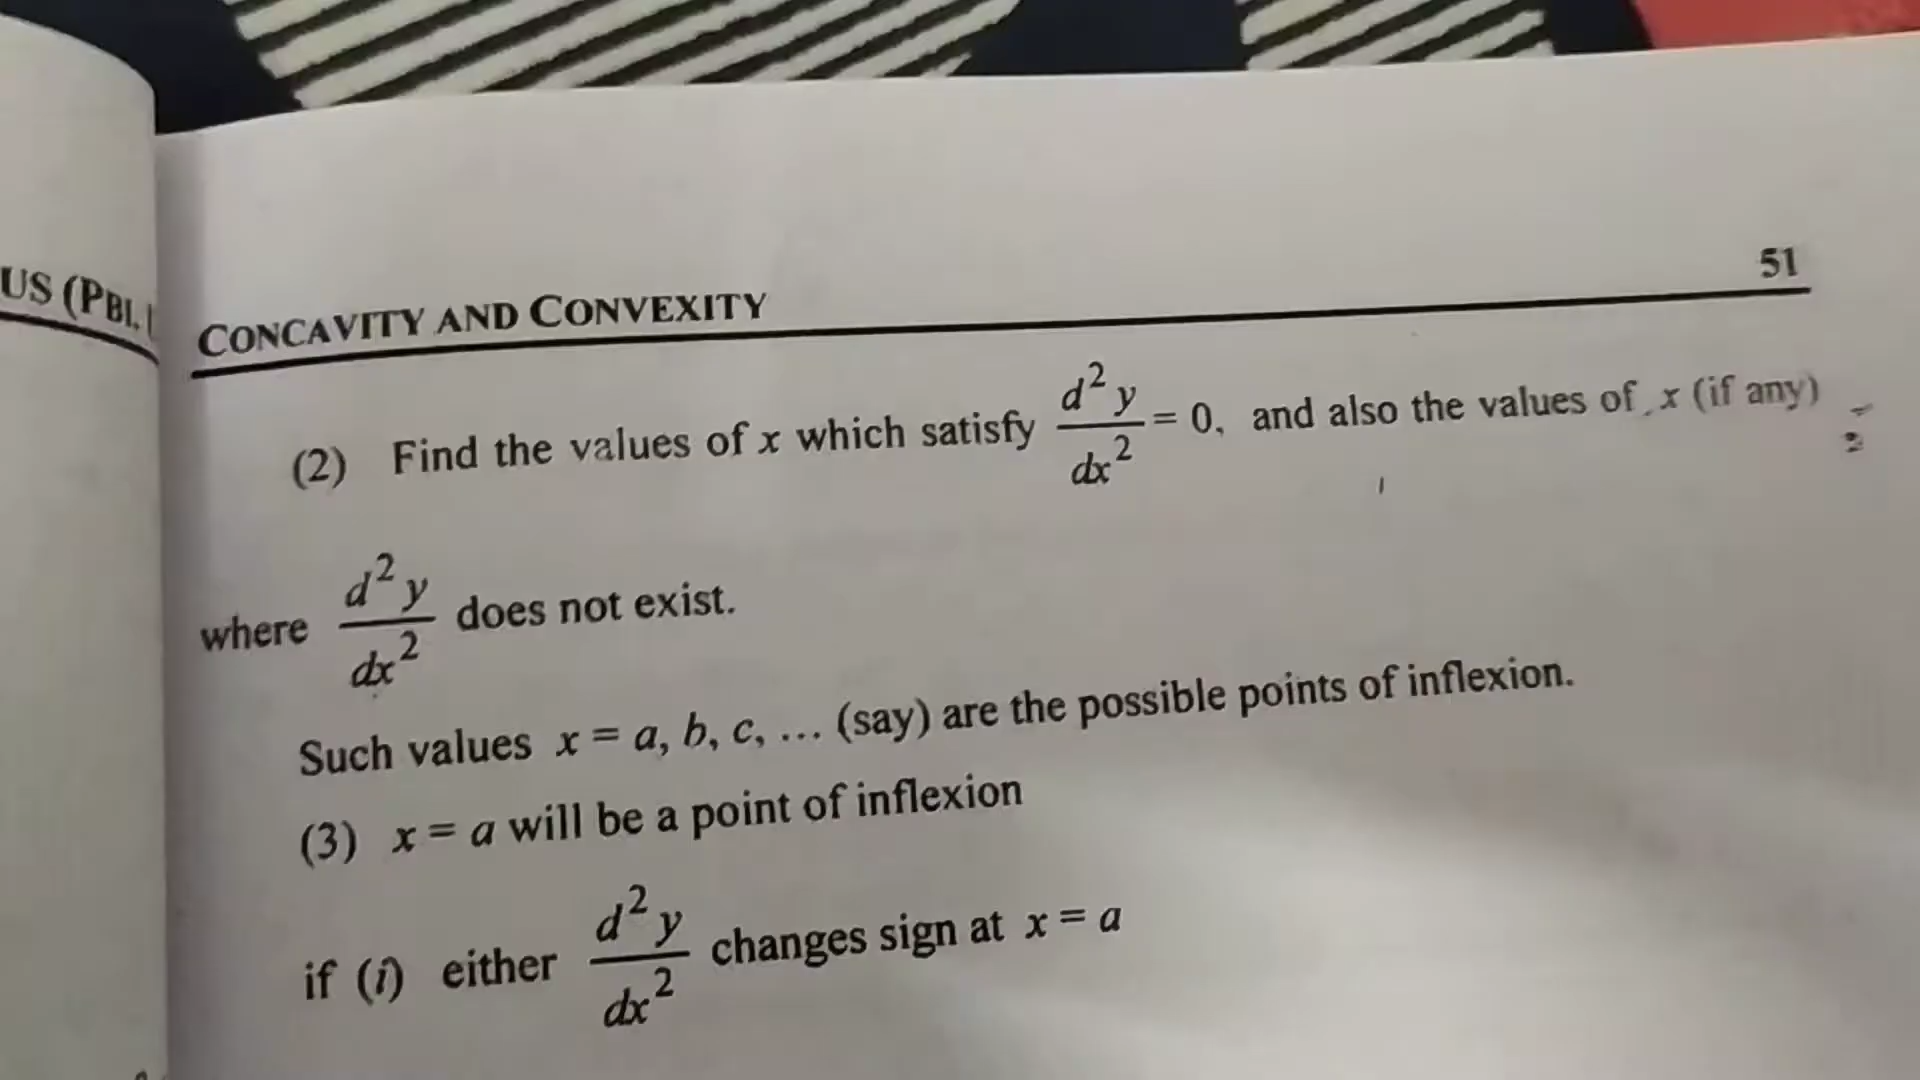 US (PBI.
CONCAVITY AND CONVEXITY 51
(2) Find the values of x which satisfy d²y/dx² = 0, and also the values of x (if any)
where d²y/dx² does not exist.
Such values x = a, b, c, ... (say) are the possible points of inflexion.
(3) x = a will be a point of inflexion
if (i) either d²y/dx² changes sign at x = a